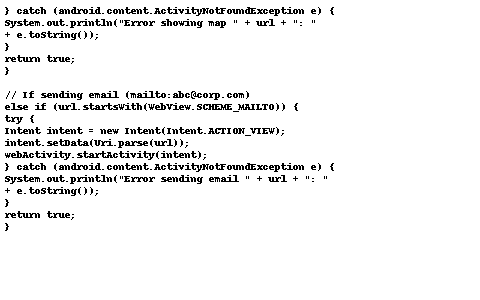 } catch (android.content.ActivityNotFoundException e) {
System.out.println("Error showing map " + url + ": "
+ e.toString());
}
return true;
}

// If sending email (mailto:abc@corp.com)
else if (url.startsWith(WebView.SCHEME_MAILTO)) {
try {
Intent intent = new Intent(Intent.ACTION_VIEW);
intent.setData(Uri.parse(url));
webActivity.startActivity(intent);
} catch (android.content.ActivityNotFoundException e) {
System.out.println("Error sending email " + url + ": "
+ e.toString());
}
return true;
}